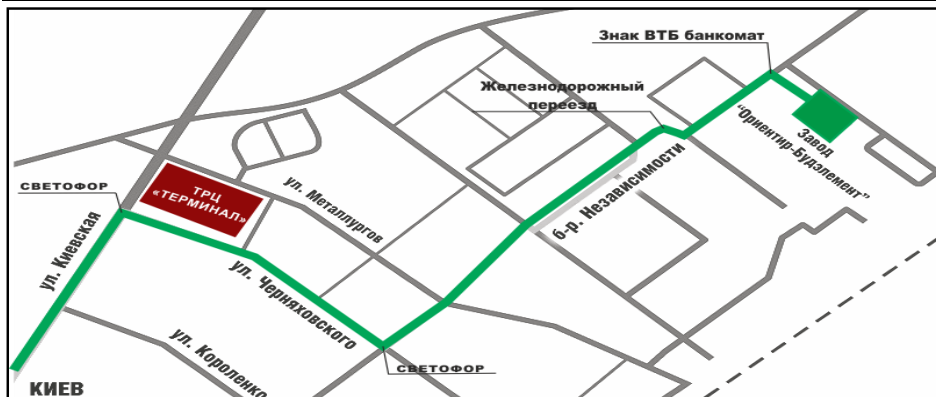 Знак ВТБ банкомат
Железнодорожный
переезд
"Ориентир-Будэлемент"
Завод
ТРЦ
«ТЕРМИНАЛ»
СВЕТОФОР
ул. Металлургов
б-р. Независимости
ул. Киевская
ул. Черняховского
ул. Короленко
СВЕТОФОР
КИЕВ